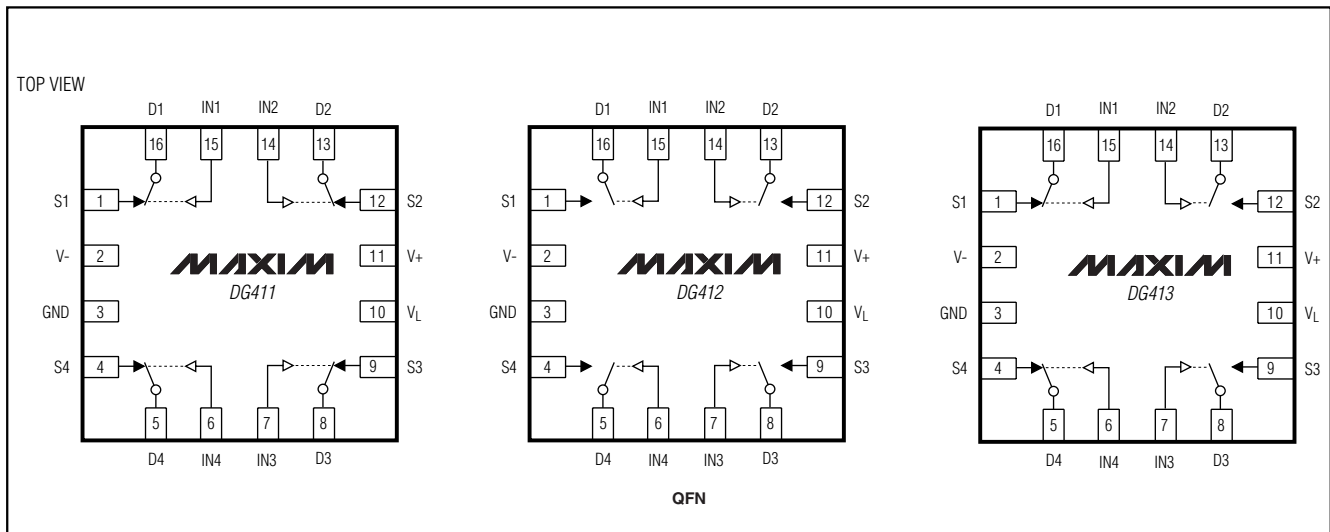 TOP VIEW
D1 IN1 IN2 D2
16 15 14 13
S1 1 12 S2
V- 2 11 V+
MAXIM
DG411
GND 3 10 VL
S4 4 9 S3
5 6 7 8
D4 IN4 IN3 D3
D1 IN1 IN2 D2
16 15 14 13
S1 1 12 S2
V- 2 11 V+
MAXIM
DG412
GND 3 10 VL
S4 4 9 S3
5 6 7 8
D4 IN4 IN3 D3
D1 IN1 IN2 D2
16 15 14 13
S1 1 12 S2
V- 2 11 V+
MAXIM
DG413
GND 3 10 VL
S4 4 9 S3
5 6 7 8
D4 IN4 IN3 D3
QFN